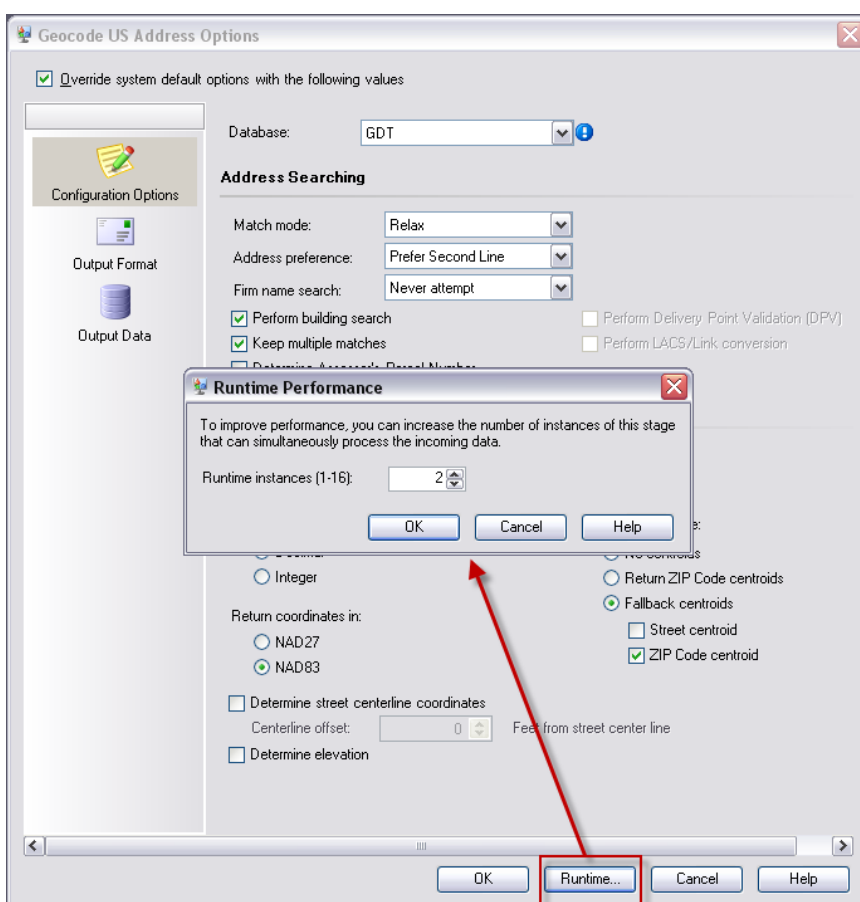 Geocode US Address Options
Override system default options with the following values
Database: GDT
Configuration Options
Output Format
Output Data
Address Searching
Match mode: Relax
Address preference: Prefer Second Line
Firm name search: Never attempt
Perform building search
Perform Delivery Point Validation (DPV)
Keep multiple matches
Perform LACS/Link conversion
Runtime Performance
To improve performance, you can increase the number of instances of this stage
that can simultaneously process the incoming data.
Runtime instances (1-16): 2
OK Cancel Help
Integer
Return ZIP Code centroids
Fallback centroids
Return coordinates in:
Street centroid
NAD27
ZIP Code centroid
NAD83
Determine street centerline coordinates
Centerline offset: 0 Feet from street center line
Determine elevation
OK Runtime... Cancel Help